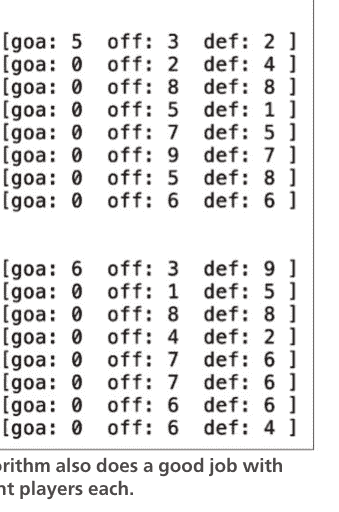 [goa: 5 off: 3 def: 2 ]
[goa: 0 off: 2 def: 4 ]
[goa: 0 off: 8 def: 8 ]
[goa: 0 off: 5 def: 1 ]
[goa: 0 off: 7 def: 5 ]
[goa: 0 off: 9 def: 7 ]
[goa: 0 off: 5 def: 8 ]
[goa: 0 off: 6 def: 6 ]
[goa: 6 off: 3 def: 9 ]
[goa: 0 off: 1 def: 5 ]
[goa: 0 off: 8 def: 8 ]
[goa: 0 off: 4 def: 2 ]
[goa: 0 off: 7 def: 6 ]
[goa: 0 off: 7 def: 6 ]
[goa: 0 off: 6 def: 6 ]
[goa: 0 off: 6 def: 4 ]
orithm also does a good job with
nt players each.